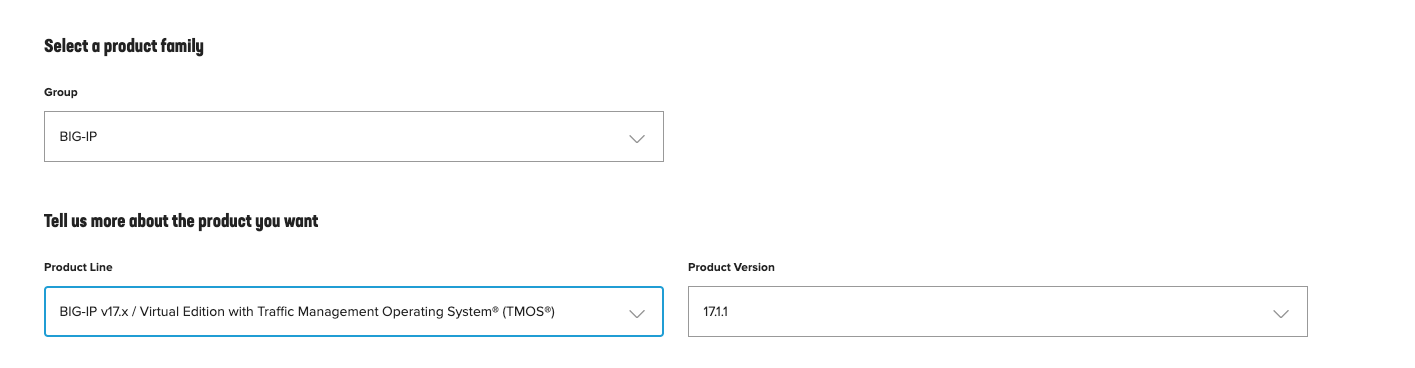 Select a product family
Group
BIG-IP
Tell us more about the product you want
Product Line
Product Version
BIG-IP v17.x / Virtual Edition with Traffic Management Operating System® (TMOS®)
17.1.1